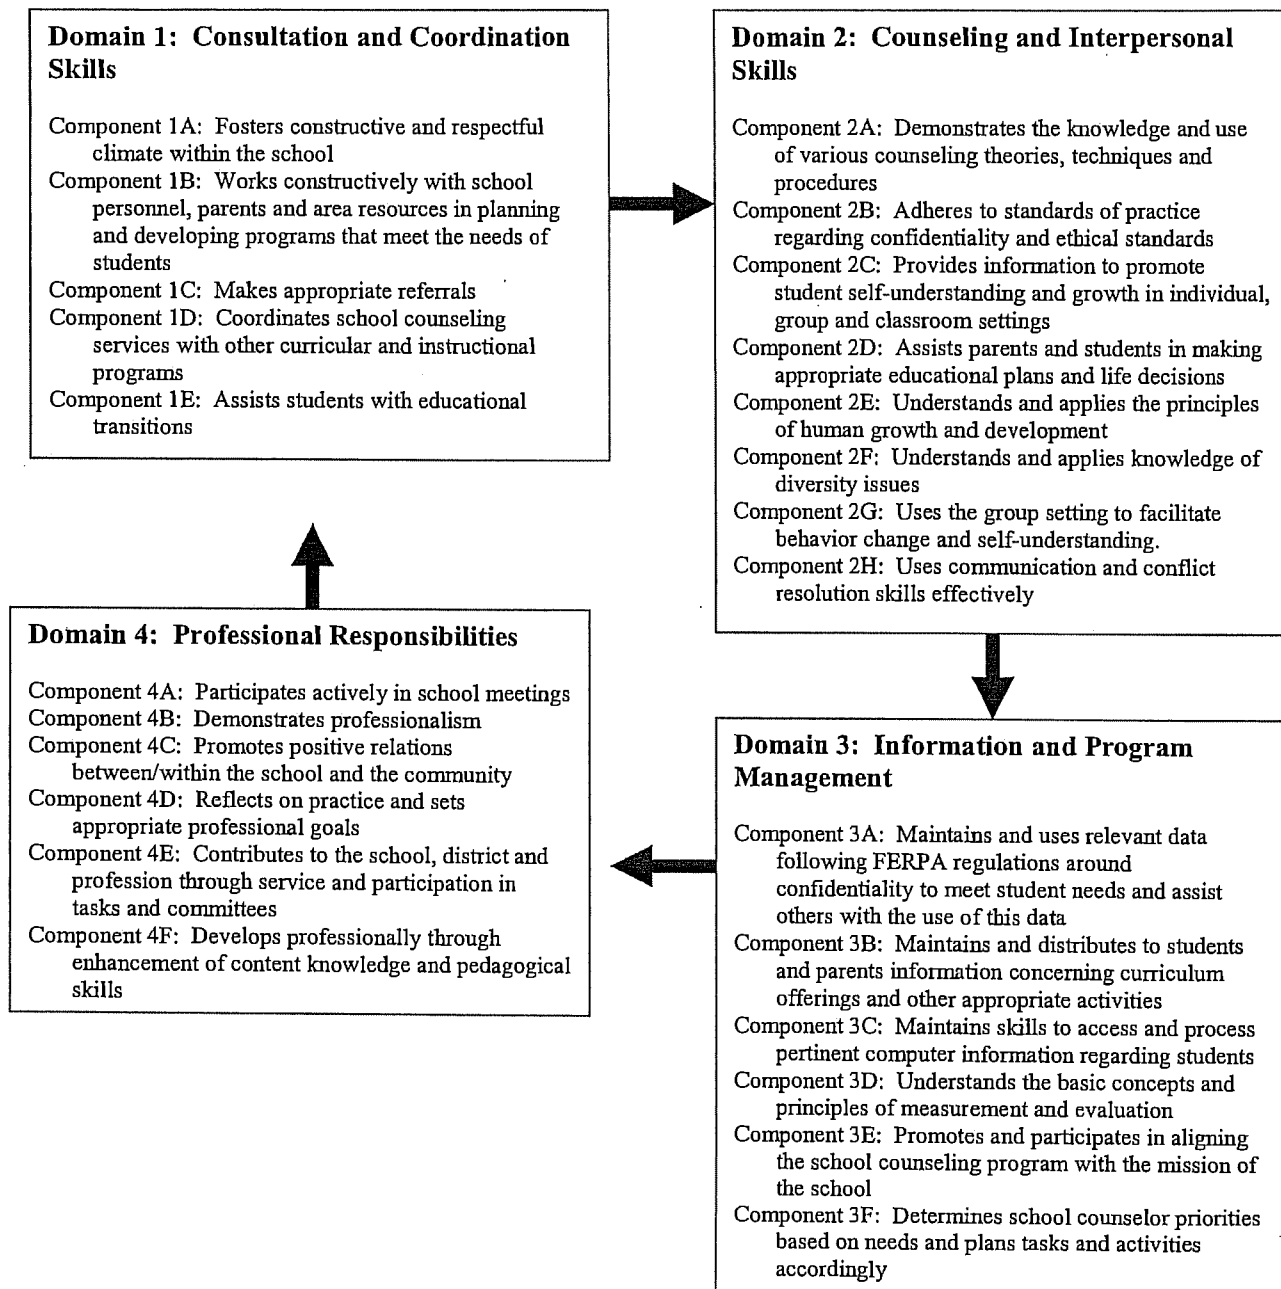 Domain 1: Consultation and Coordination
Skills
Component 1A: Fosters constructive and respectful
climate within the school
Component 1B: Works constructively with school
personnel, parents and area resources in planning
and developing programs that meet the needs of
students
Component 1C: Makes appropriate referrals
Component 1D: Coordinates school counseling
services with other curricular and instructional
programs
Component 1E: Assists students with educational
transitions
Domain 2: Counseling and Interpersonal
Skills
Component 2A: Demonstrates the knowledge and use
of various counseling theories, techniques and
procedures
Component 2B: Adheres to standards of practice
regarding confidentiality and ethical standards
Component 2C: Provides information to promote
student self-understanding and growth in individual,
group and classroom settings
Component 2D: Assists parents and students in making
appropriate educational plans and life decisions
Component 2E: Understands and applies the principles
of human growth and development
Component 2F: Understands and applies knowledge of
diversity issues
Component 2G: Uses the group setting to facilitate
behavior change and self-understanding.
Component 2H: Uses communication and conflict
resolution skills effectively
Domain 3: Information and Program
Management
Component 3A: Maintains and uses relevant data
following FERPA regulations around
confidentiality to meet student needs and assist
others with the use of this data
Component 3B: Maintains and distributes to students
and parents information concerning curriculum
offerings and other appropriate activities
Component 3C: Maintains skills to access and process
pertinent computer information regarding students
Component 3D: Understands the basic concepts and
principles of measurement and evaluation
Component 3E: Promotes and participates in aligning
the school counseling program with the mission of
the school
Component 3F: Determines school counselor priorities
based on needs and plans tasks and activities
accordingly
Domain 4: Professional Responsibilities
Component 4A: Participates actively in school meetings
Component 4B: Demonstrates professionalism
Component 4C: Promotes positive relations
between/within the school and the community
Component 4D: Reflects on practice and sets
appropriate professional goals
Component 4E: Contributes to the school, district and
profession through service and participation in
tasks and committees
Component 4F: Develops professionally through
enhancement of content knowledge and pedagogical
skills